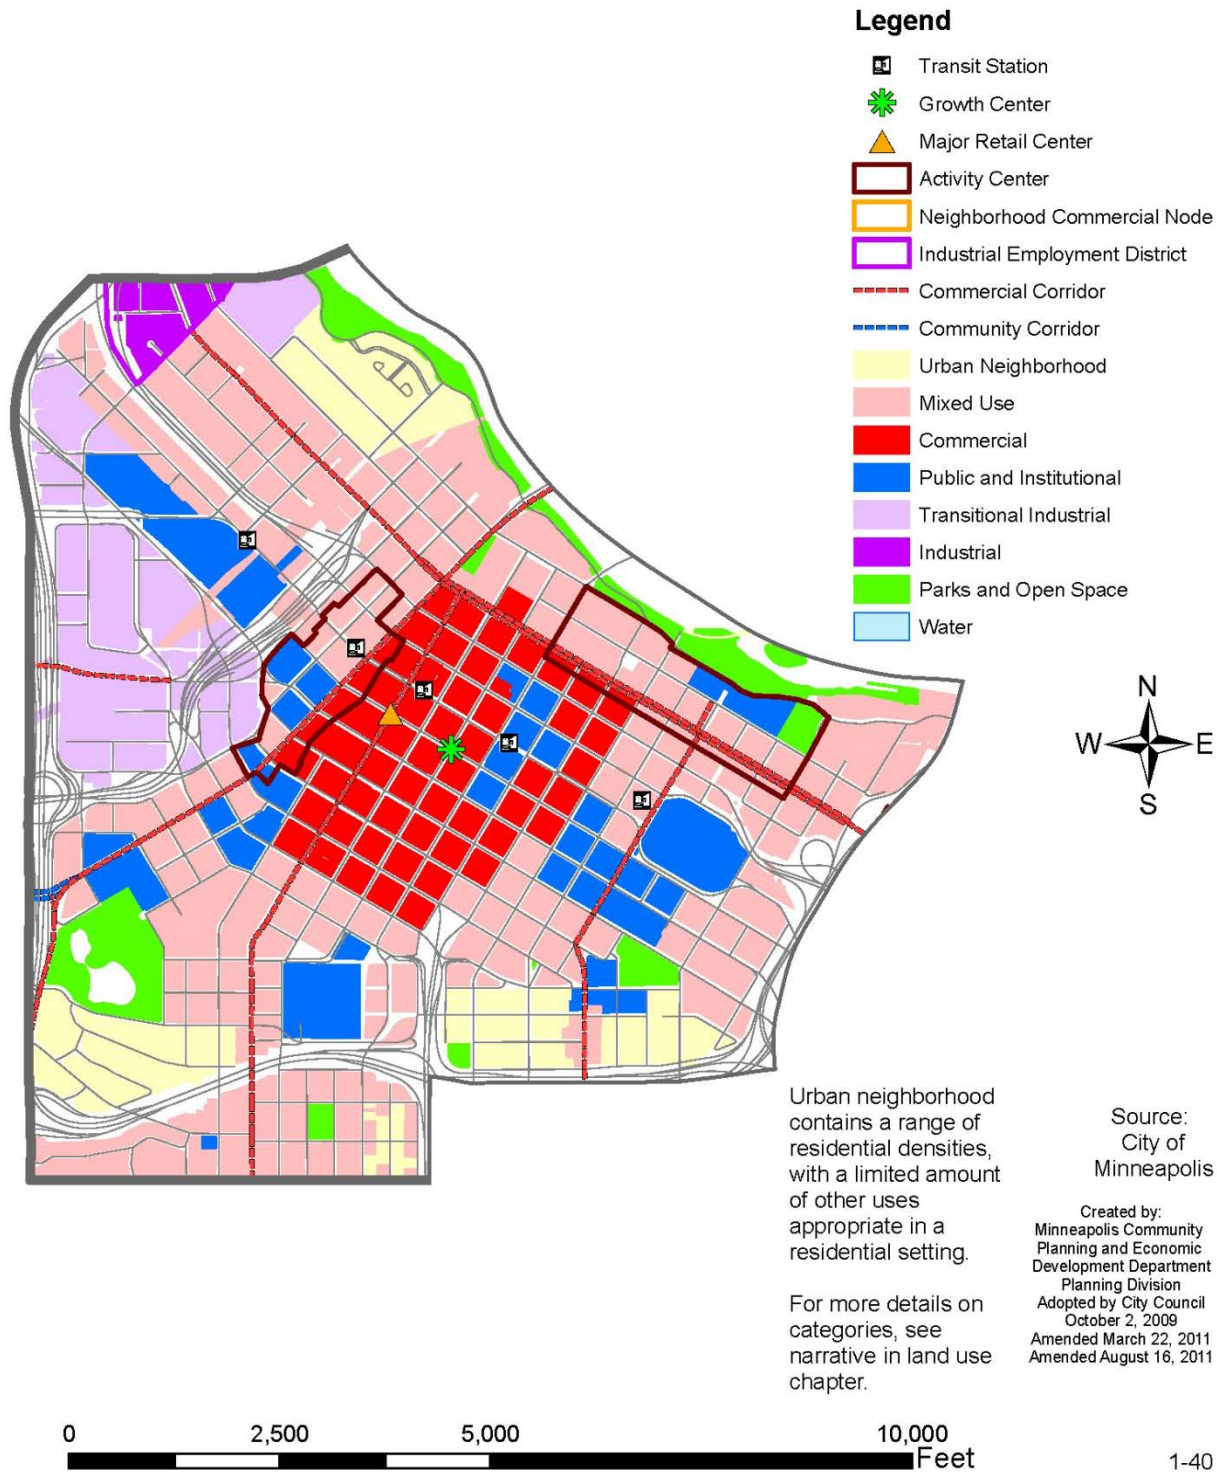 Legend
Transit Station
Growth Center
Major Retail Center
Activity Center
Neighborhood Commercial Node
Industrial Employment District
Commercial Corridor
Community Corridor
Urban Neighborhood
Mixed Use
Commercial
Public and Institutional
Transitional Industrial
Industrial
Parks and Open Space
Water
N
W E
S
Urban neighborhood
contains a range of
residential densities,
with a limited amount
of other uses
appropriate in a
residential setting.
For more details on
categories, see
narrative in land use
chapter.
Source:
City of
Minneapolis
Created by:
Minneapolis Community
Planning and Economic
Development Department
Planning Division
Adopted by City Council
October 2, 2009
Amended March 22, 2011
Amended August 16, 2011
0 2,500 5,000 10,000
Feet
1-40